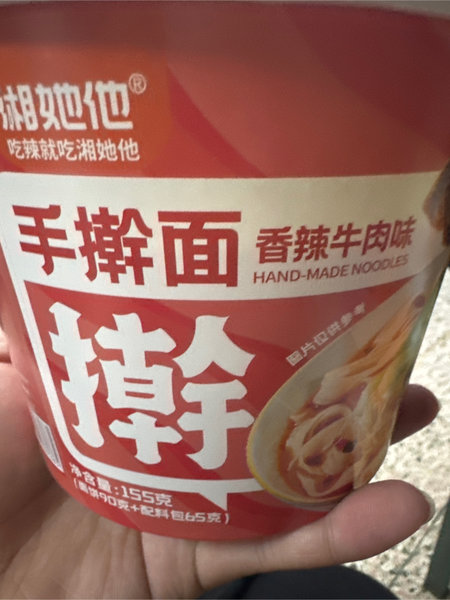 湘她他®
吃辣就吃湘她他
手擀面
香辣牛肉味
HAND-MADE NOODLES
擀
图片仅供参考
净含量:155克
(面饼90克+配料包65克)